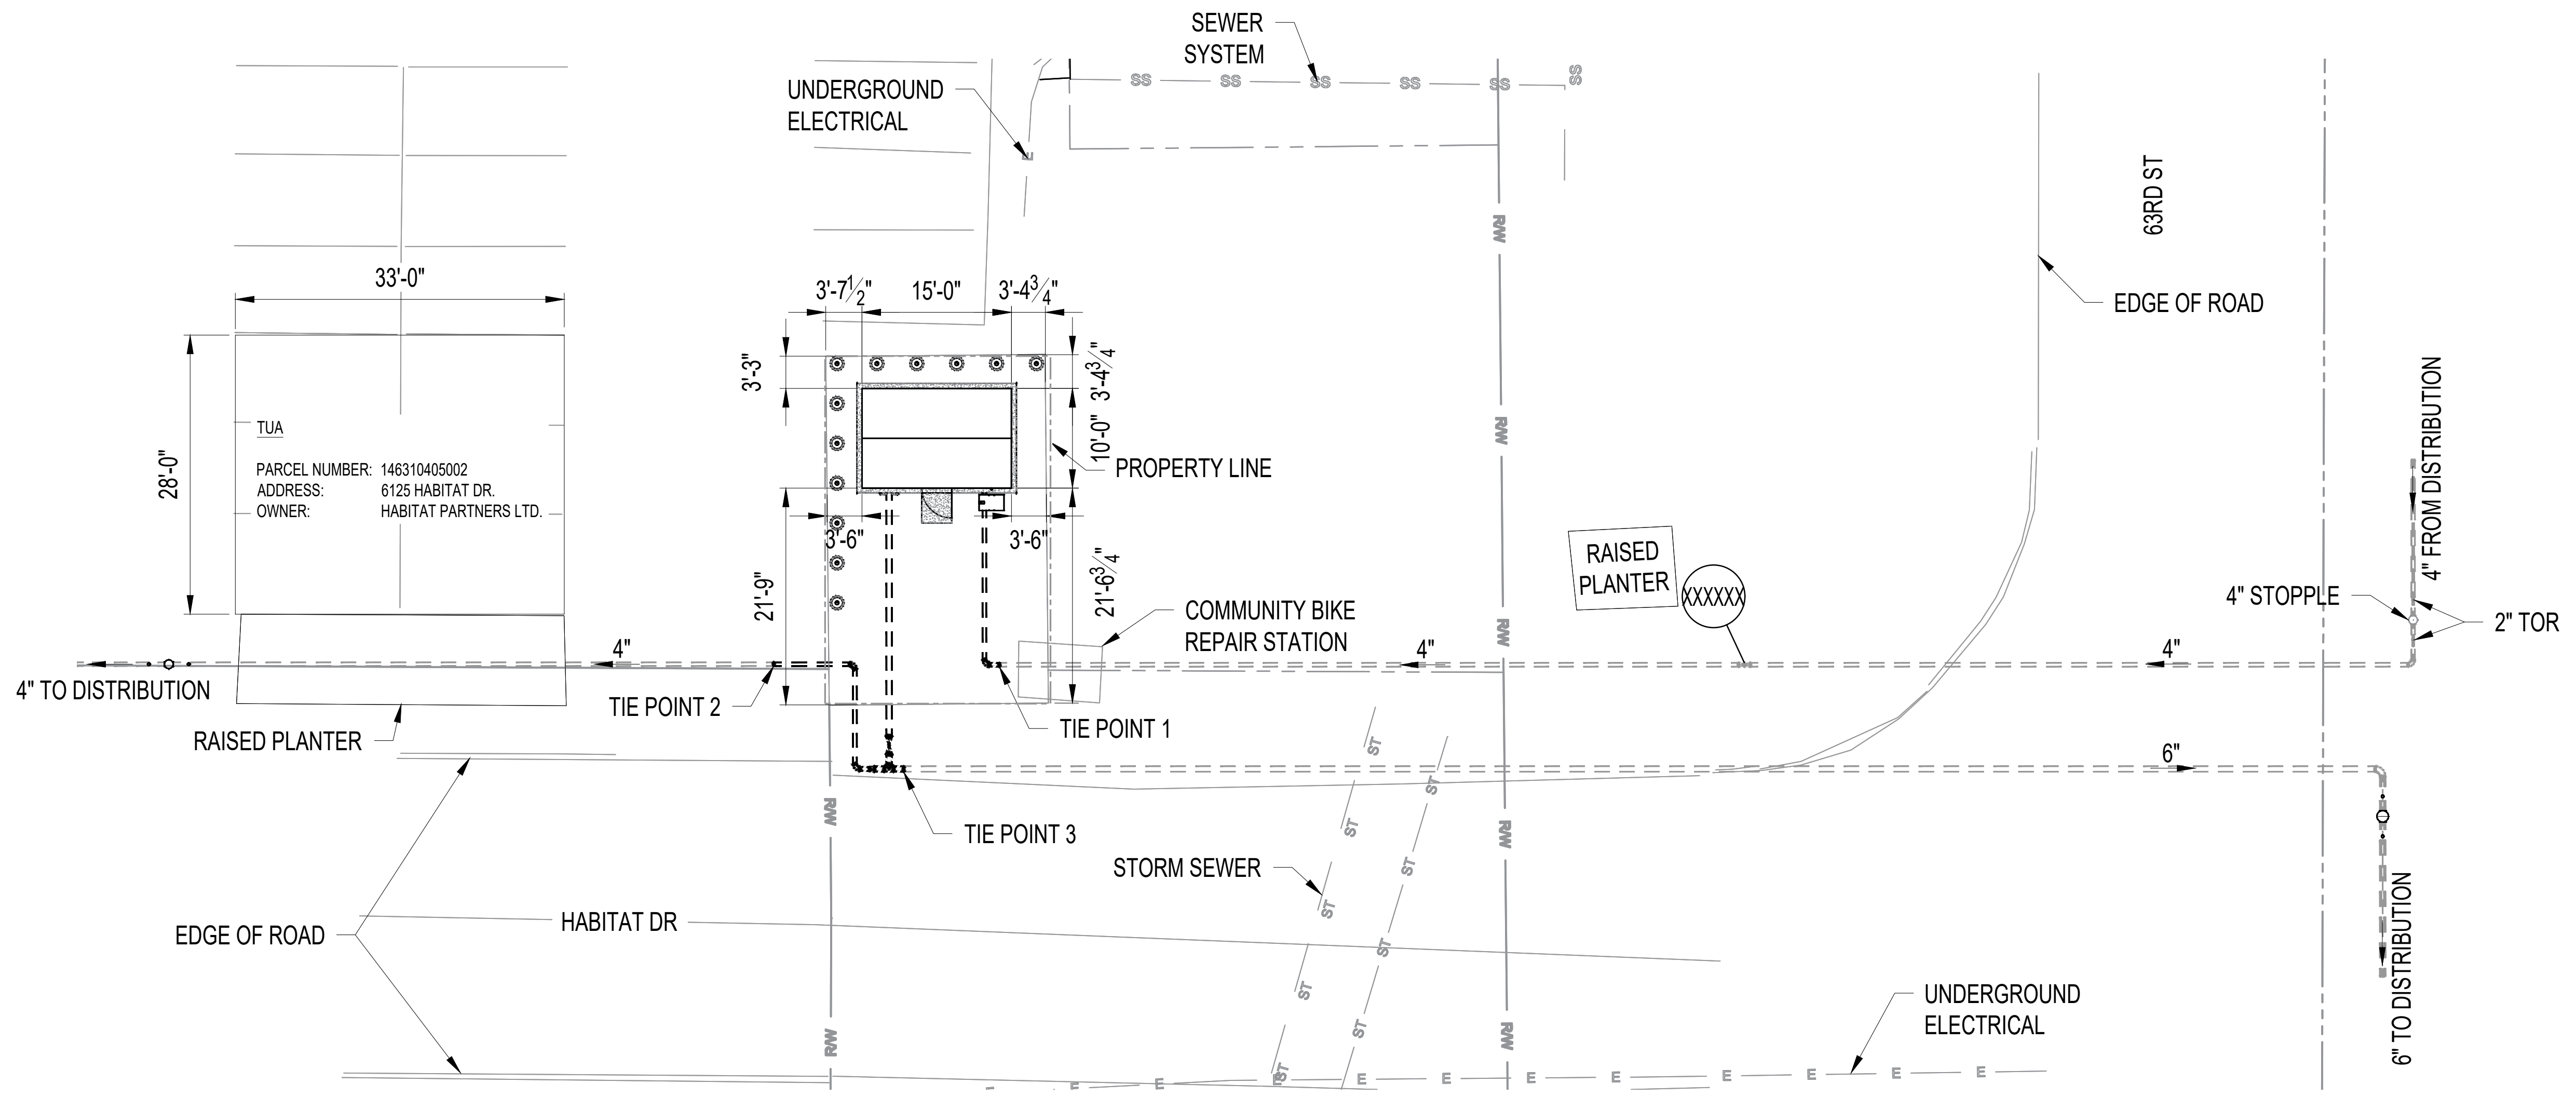 SEWER
SYSTEM
SS SS SS SS SS SS
UNDERGROUND
ELECTRICAL
E
R/W
63RD ST
33'-0"
3'-7 1/2" 15'-0" 3'-4 3/4"
EDGE OF ROAD
3'-3"
3'-4 3/4"
4" FROM DISTRIBUTION
R/W
TUA
10'-0"
PROPERTY LINE
28'-0"
PARCEL NUMBER: 146310405002
ADDRESS: 6125 HABITAT DR.
OWNER: HABITAT PARTNERS LTD.
3'-6" 3'-6"
RAISED
PLANTER
XXXXXX
21'-9"
21'-6 3/4"
4" STOPPLE
2" TOR
COMMUNITY BIKE
REPAIR STATION
R/W
4" 4" 4"
4" TO DISTRIBUTION
TIE POINT 2
TIE POINT 1
RAISED PLANTER
ST
6"
ST
R/W
ST
R/W
TIE POINT 3
STORM SEWER
ST
ST
HABITAT DR
EDGE OF ROAD
ST
6" TO DISTRIBUTION
ST
UNDERGROUND
ELECTRICAL
R/W
ST
R/W
ST
E E E E E E E E E E E